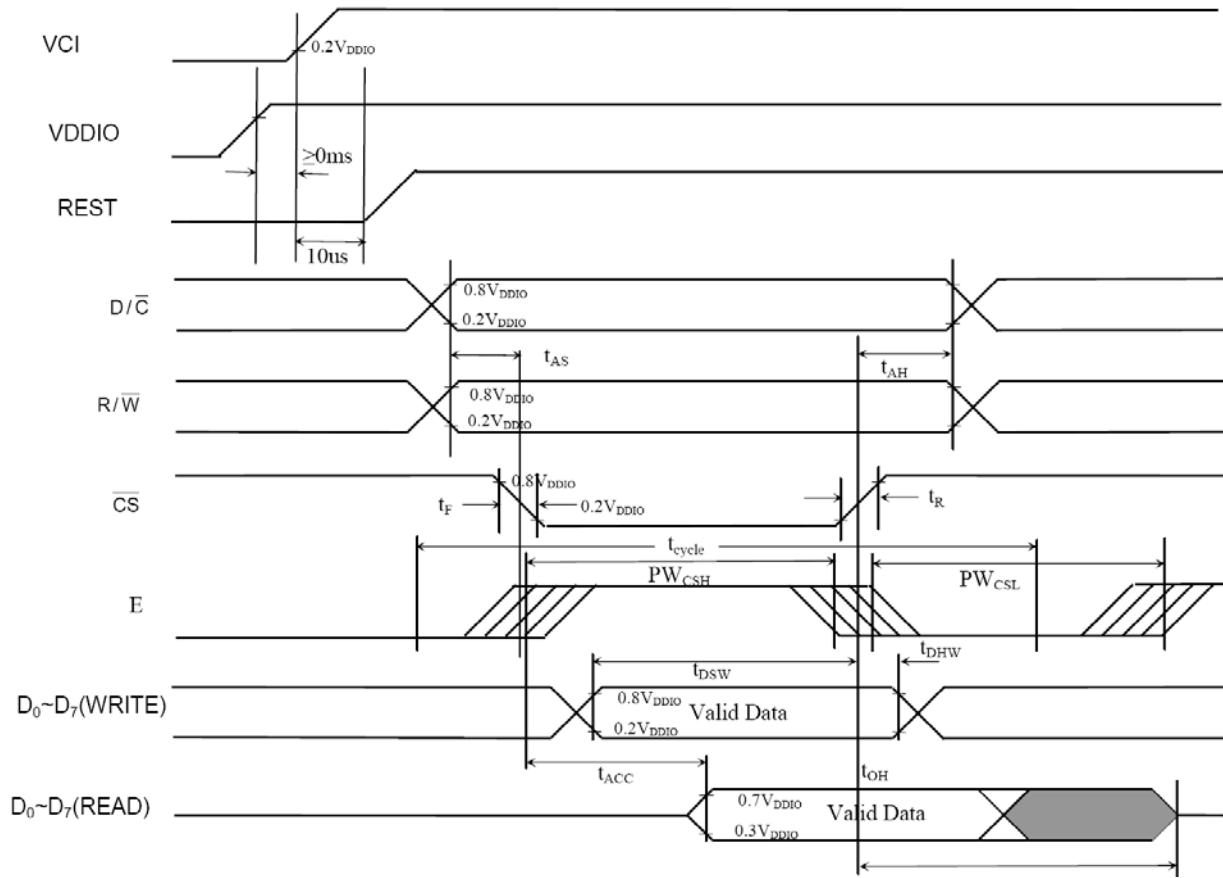 VCI
0.2VDDIO
VDDIO
≥0ms
REST
10us
D/C̅
0.8VDDIO
0.2VDDIO
tAS
tAH
R/W̅
0.8VDDIO
0.2VDDIO
C̅S̅
0.8VDDIO
tF
0.2VDDIO
tR
tcycle
PWCSH
PWCSL
E
tDHW
tDSW
D0~D7(WRITE)
0.8VDDIO
Valid Data
0.2VDDIO
tACC
tOH
D0~D7(READ)
0.7VDDIO
Valid Data
0.3VDDIO